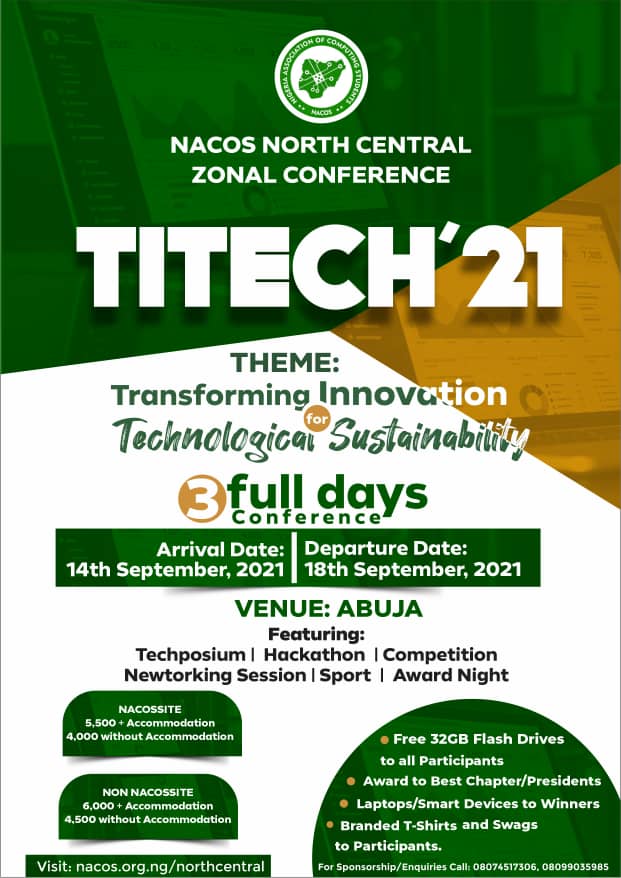 NIGERIA ASSOCIATION OF COMPUTING STUDENTS
NACOS
NACOS NORTH CENTRAL
ZONAL CONFERENCE
TITECH'21
THEME:
Transforming Innovation
for
Technological Sustainability
3 full days
Conference
Arrival Date:
14th September, 2021
Departure Date:
18th September, 2021
VENUE: ABUJA
Featuring:
Techposium | Hackathon | Competition
Newtorking Session | Sport | Award Night
NACOSSITE
5,500 + Accommodation
4,000 without Accommodation
NON NACOSSITE
6,000 + Accommodation
4,500 without Accommodation
Visit: nacos.org.ng/northcentral
Free 32GB Flash Drives
to all Participants
Award to Best Chapter/Presidents
Laptops/Smart Devices to Winners
Branded T-Shirts and Swags
to Participants.
For Sponsorship/Enquiries Call: 08074517306, 08099035985